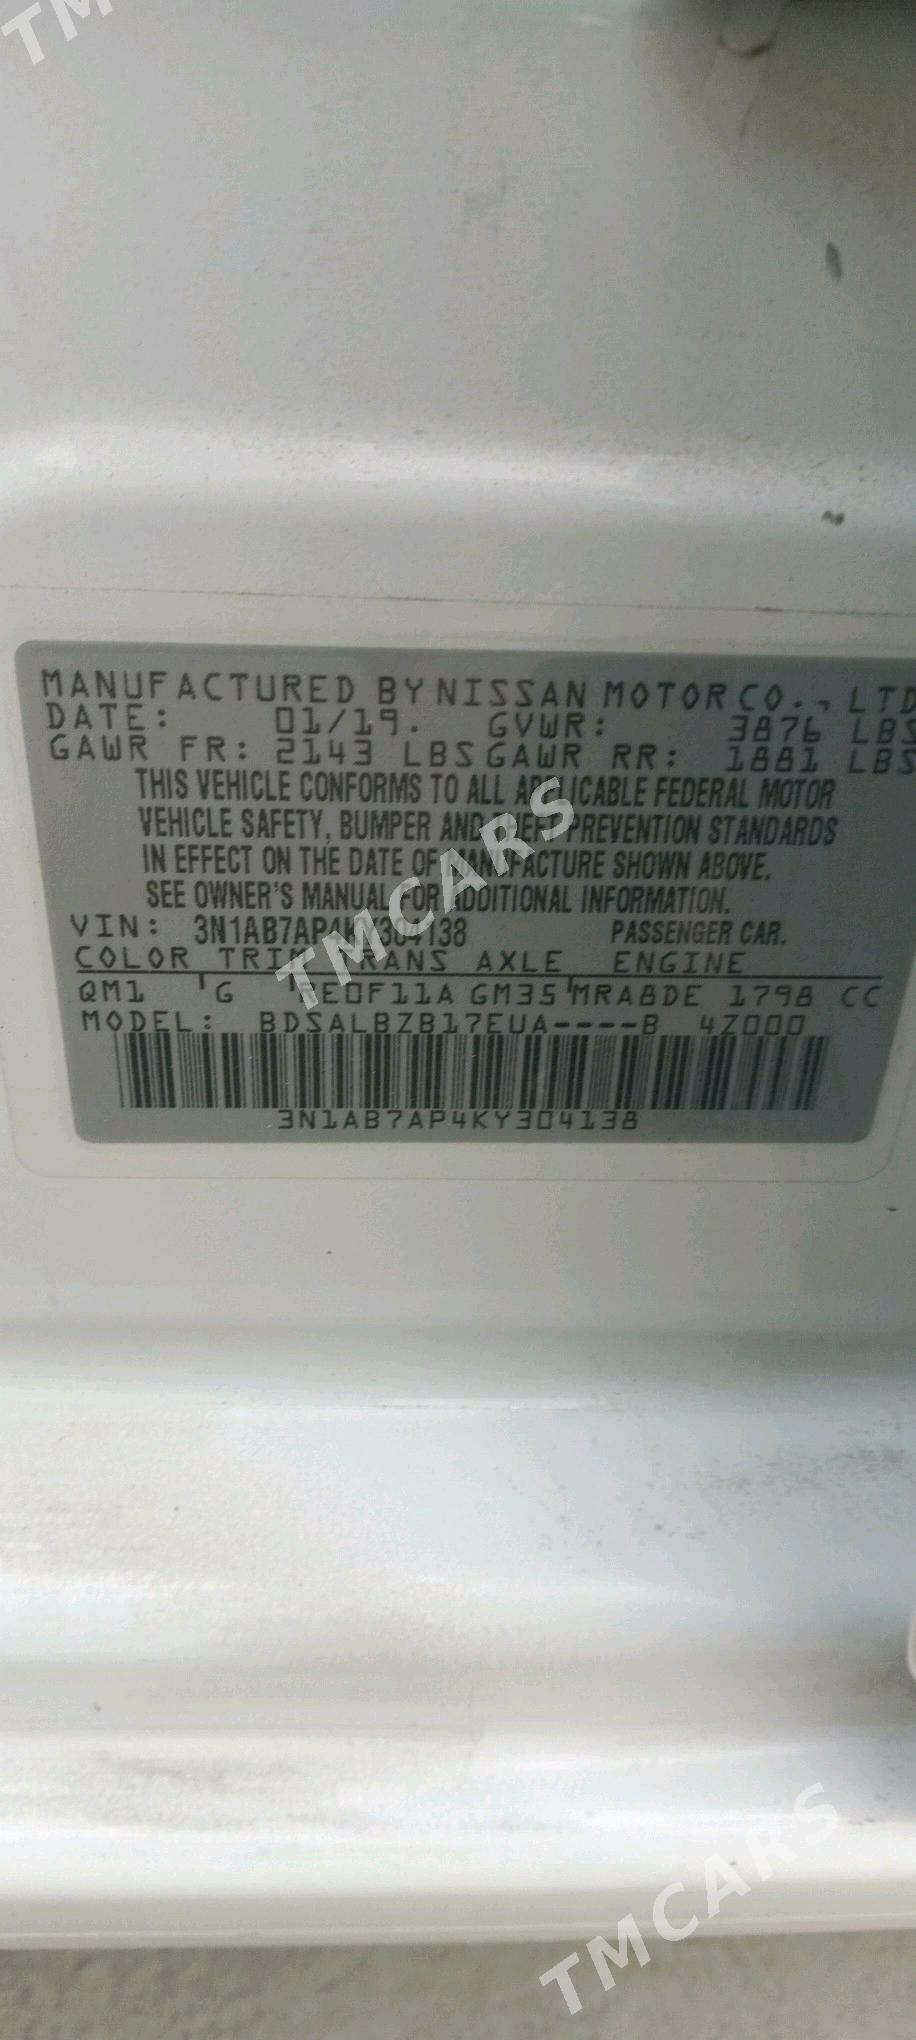 TMCARS
MANUFACTURED BY NISSAN MOTOR CO., LTD
DATE: 01/19. GVWR: 3876 LBS
GAWR FR: 2143 LBS GAWR RR: 1881 LBS
THIS VEHICLE CONFORMS TO ALL APPLICABLE FEDERAL MOTOR
VEHICLE SAFETY, BUMPER AND THEFT PREVENTION STANDARDS
IN EFFECT ON THE DATE OF MANUFACTURE SHOWN ABOVE.
SEE OWNER'S MANUAL FOR ADDITIONAL INFORMATION.
VIN: 3N1AB7AP4KY304138 PASSENGER CAR.
COLOR TRIM TRANS AXLE ENGINE
QM1 G RE0F11A GM35 MRA8DE 1798 CC
MODEL: BDSALBZB17EUA----B 4Z000
3N1AB7AP4KY304138
TMCARS
TM